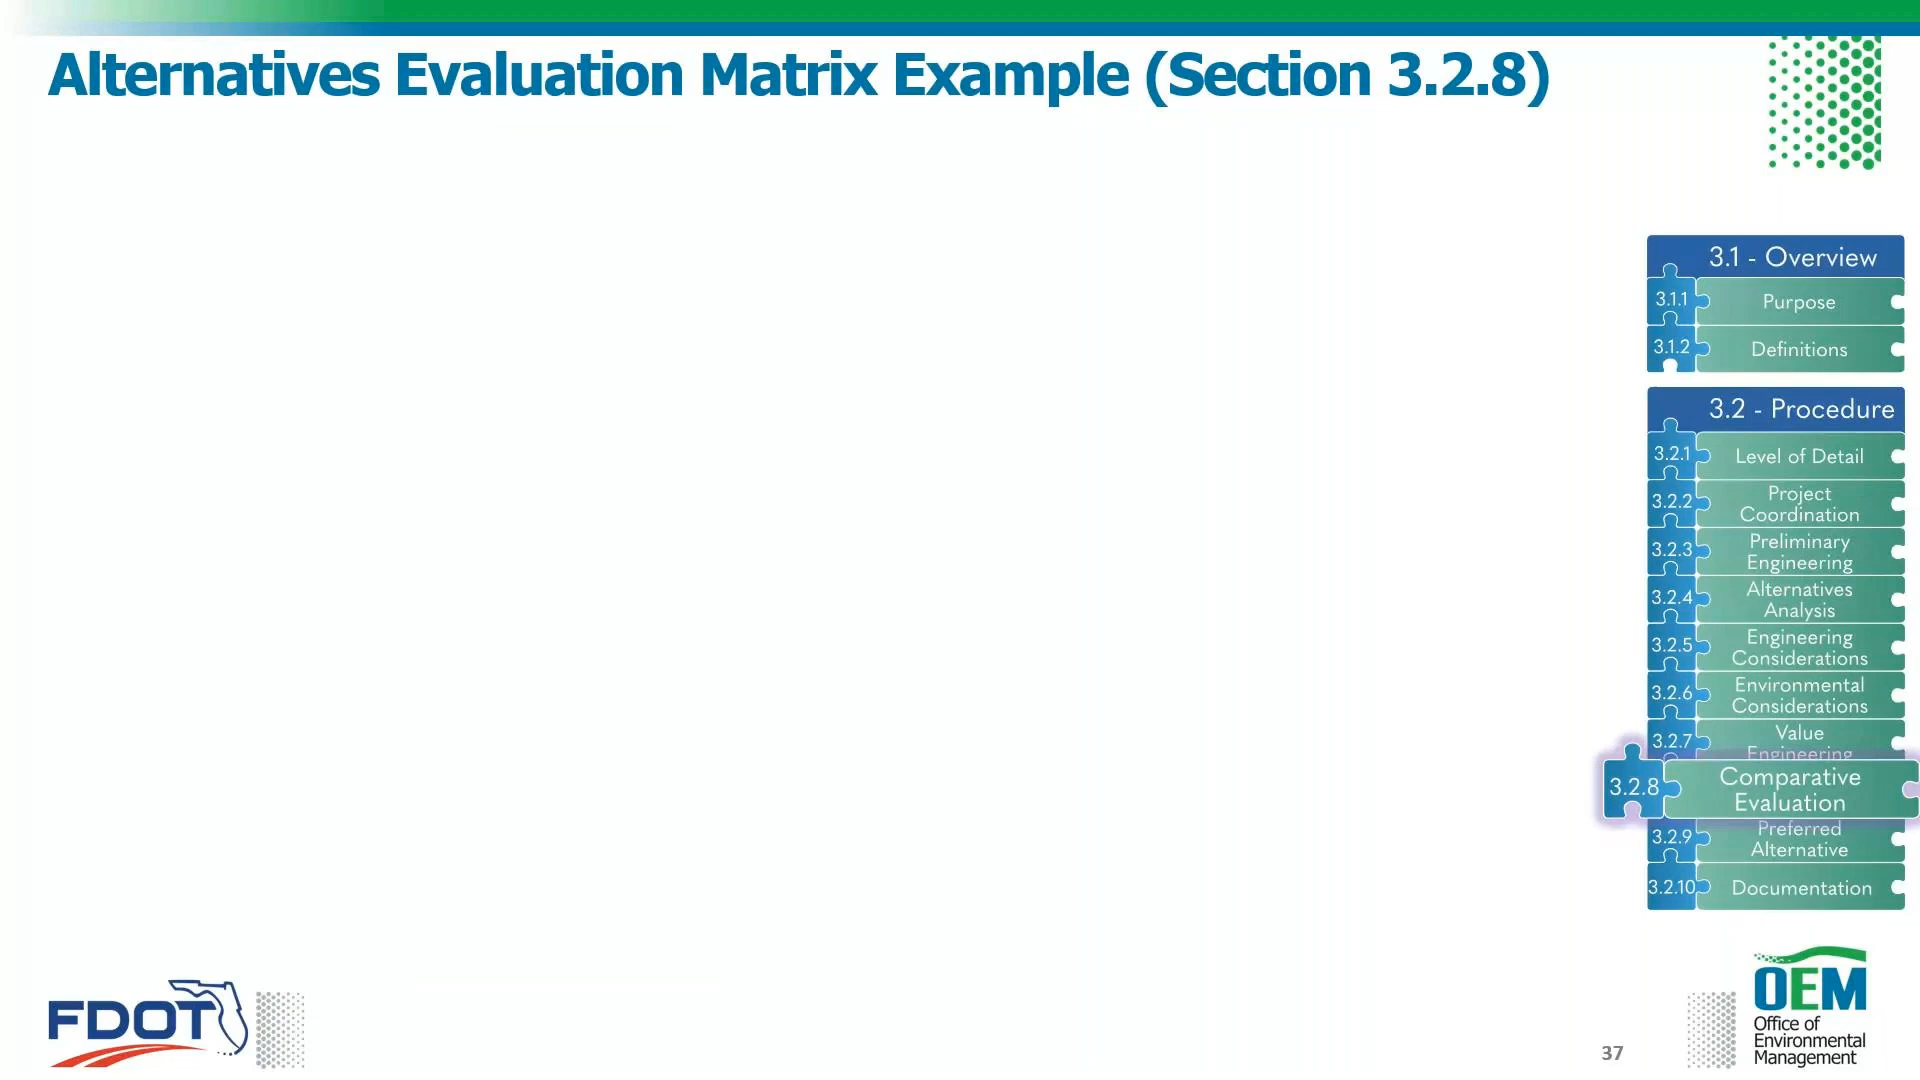 Alternatives Evaluation Matrix Example (Section 3.2.8)
3.1 - Overview
3.1.1 Purpose
3.1.2 Definitions
3.2 - Procedure
3.2.1 Level of Detail
3.2.2 Project
Coordination
3.2.3 Preliminary
Engineering
3.2.4 Alternatives
Analysis
3.2.5 Engineering
Considerations
3.2.6 Environmental
Considerations
3.2.7 Value
Engineering
3.2.8 Comparative
Evaluation
3.2.9 Preferred
Alternative
3.2.10 Documentation
FDOT
37
OEM
Office of
Environmental
Management